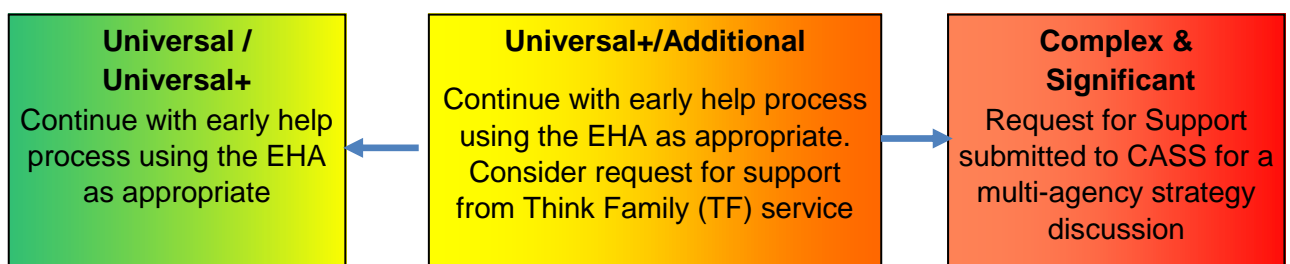 Universal /
Universal+
Continue with early help
process using the EHA
as appropriate
Universal+/Additional
Continue with early help process
using the EHA as appropriate.
Consider request for support
from Think Family (TF) service
Complex &
Significant
Request for Support
submitted to CASS for a
multi-agency strategy
discussion